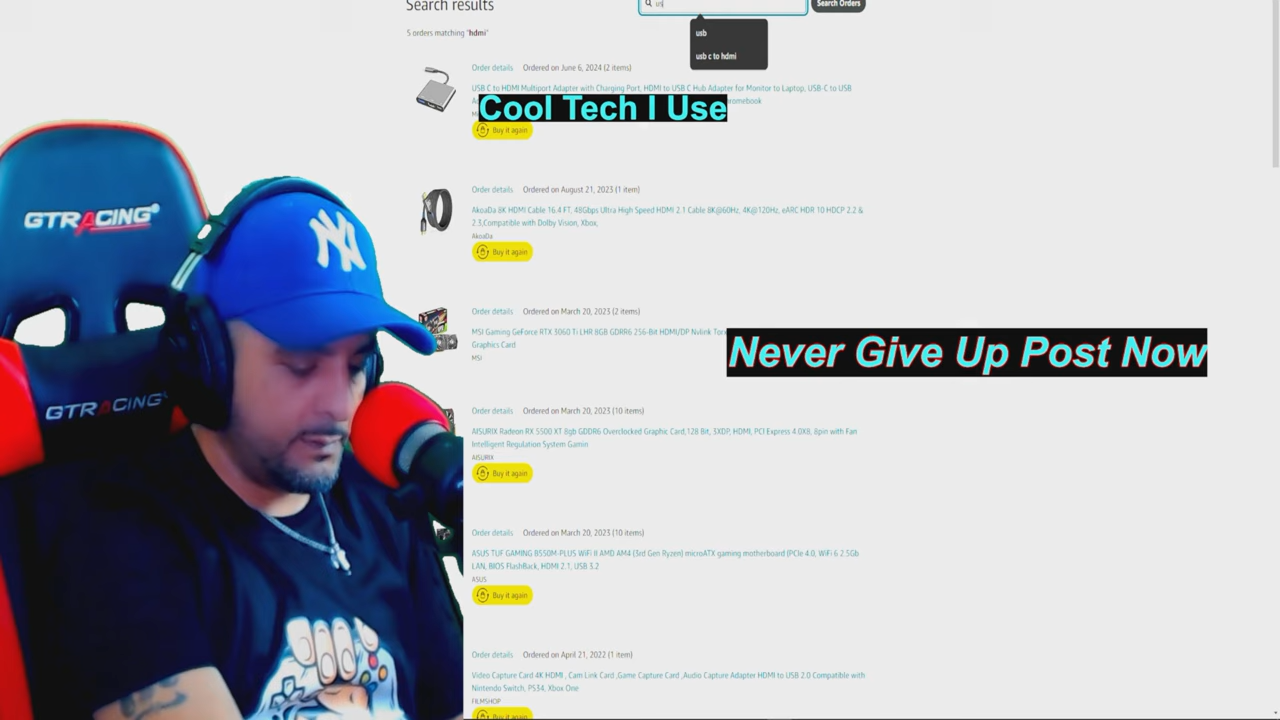 Search results
us
Search Orders
5 orders matching "hdmi"
usb
usb c to hdmi
Order details Ordered on June 6, 2024 (2 items)
USB C to HDMI Multiport Adapter with Charging Port, HDMI to USB C Hub Adapter for Monitor to Laptop, USB-C to USB
Cool Tech I Use
Buy it again
Order details Ordered on August 21, 2023 (1 item)
AkoaDa 8K HDMI Cable 16.4 FT, 48Gbps Ultra High Speed HDMI 2.1 Cable 8K@60Hz, 4K@120Hz, eARC HDR 10 HDCP 2.2 &
2.3,Compatible with Dolby Vision, Xbox,
AkoaDa
Buy it again
Order details Ordered on March 20, 2023 (2 items)
MSI Gaming GeForce RTX 3060 Ti LHR 8GB GDRR6 256-Bit HDMI/DP Nvlink
Graphics Card
MSI
Never Give Up Post Now
Order details Ordered on March 20, 2023 (10 items)
AISURIX Radeon RX 5500 XT 8gb GDDR6 Overclocked Graphic Card,128 Bit, 3XDP, HDMI, PCI Express 4.0X8, 8pin with Fan
Intelligent Regulation System Gamin
AISURIX
Buy it again
Order details Ordered on March 20, 2023 (10 items)
ASUS TUF GAMING B550M-PLUS WiFi II AMD AM4 (3rd Gen Ryzen) microATX gaming motherboard (PCIe 4.0, WiFi 6 2.5Gb
LAN, BIOS FlashBack, HDMI 2.1, USB 3.2
ASUS
Buy it again
Order details Ordered on April 21, 2022 (1 item)
Video Capture Card 4K HDMI , Cam Link Card ,Game Capture Card ,Audio Capture Adapter HDMI to USB 2.0 Compatible with
Nintendo Switch, PS34, Xbox One
FILMSHOP
Buy it again
GTRACING
NY
GTRACING